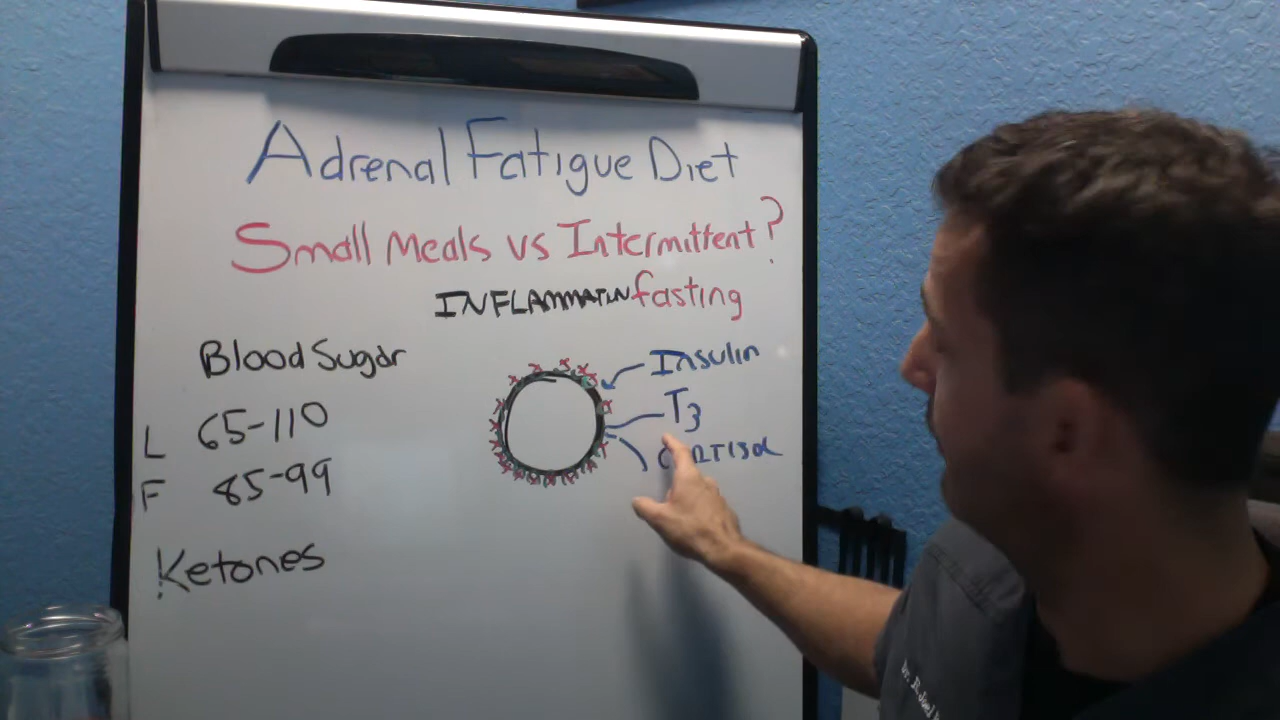 Adrenal Fatigue Diet
Small Meals vs Intermittent?
INFLAMMATION fasting
Blood Sugar
Insulin
L 65-110
T3
CORTISOL
F 85-99
Ketones